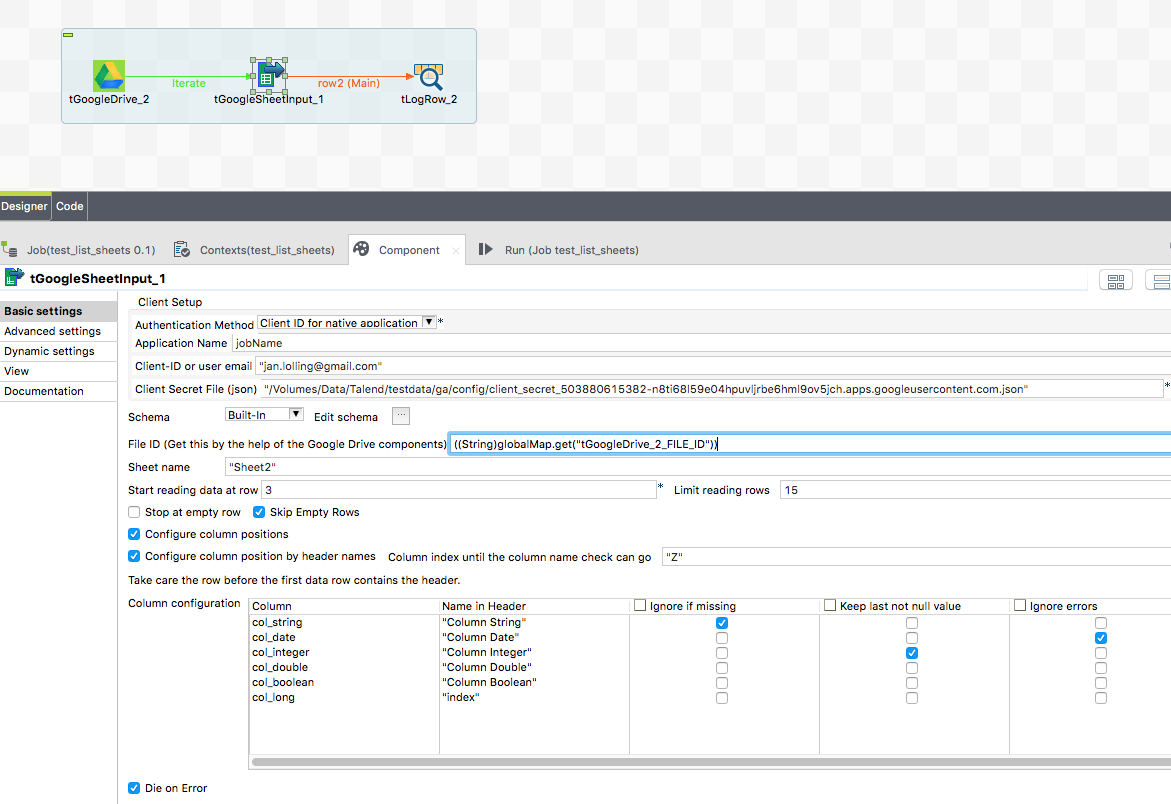 Iterate
row2 (Main)
tGoogleDrive_2
tGoogleSheetInput_1
tLogRow_2
Designer
Code
Job(test_list_sheets 0.1)
Contexts(test_list_sheets)
Component
Run (Job test_list_sheets)
tGoogleSheetInput_1
Basic settings
Advanced settings
Dynamic settings
View
Documentation
Client Setup
Authentication Method Client ID for native application *
Application Name jobName
Client-ID or user email "jan.lolling@gmail.com"
Client Secret File (json) "/Volumes/Data/Talend/testdata/ga/config/client_secret_503880615382-n8ti68l59e04hpuvljrbe6hml9ov5jch.apps.googleusercontent.com.json" *
Schema Built-In Edit schema ...
File ID (Get this by the help of the Google Drive components) ((String)globalMap.get("tGoogleDrive_2_FILE_ID"))
Sheet name "Sheet2"
Start reading data at row 3 * Limit reading rows 15
Stop at empty row Skip Empty Rows
Configure column positions
Configure column position by header names Column index until the column name check can go "Z"
Take care the row before the first data row contains the header.
Column configuration Column Name in Header Ignore if missing Keep last not null value Ignore errors
col_string "Column String"
col_date "Column Date"
col_integer "Column Integer"
col_double "Column Double"
col_boolean "Column Boolean"
col_long "index"
Die on Error